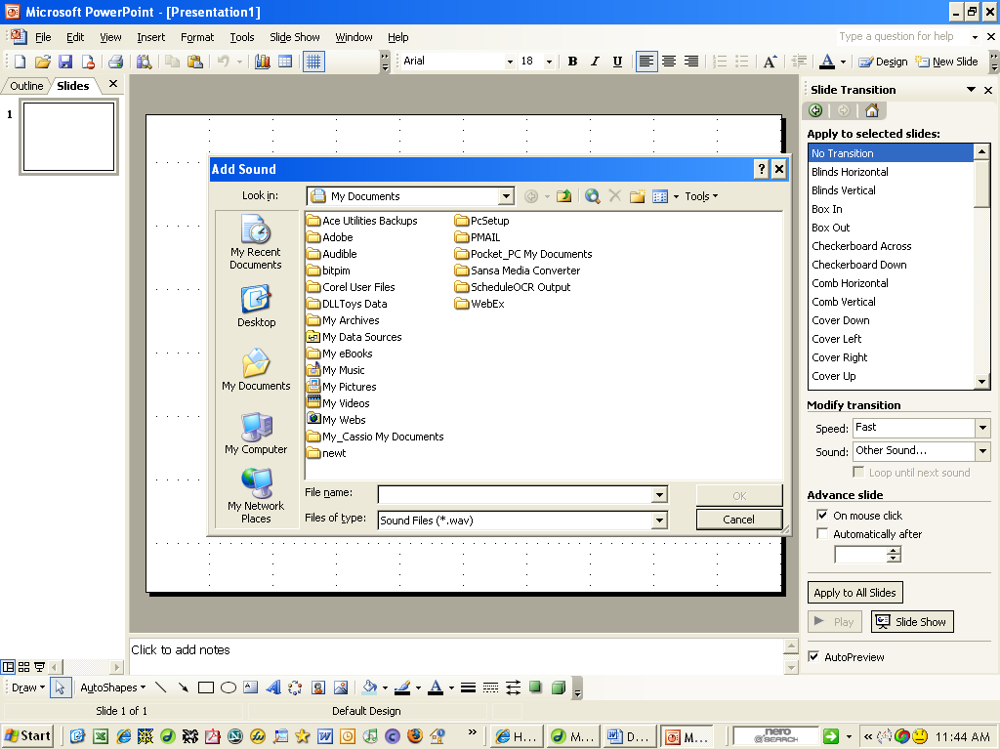 Microsoft PowerPoint - [Presentation1]
File Edit View Insert Format Tools Slide Show Window Help
Type a question for help
Arial 18 B I U A A Design New Slide
Outline Slides
1
Slide Transition
Apply to selected slides:
No Transition
Blinds Horizontal
Blinds Vertical
Box In
Box Out
Checkerboard Across
Checkerboard Down
Comb Horizontal
Comb Vertical
Cover Down
Cover Left
Cover Right
Cover Up
Modify transition
Speed: Fast
Sound: Other Sound...
Loop until next sound
Advance slide
On mouse click
Automatically after
Apply to All Slides
Play Slide Show
AutoPreview
Add Sound
Look in: My Documents Tools
My Recent Documents
Desktop
My Documents
My Computer
My Network Places
Ace Utilities Backups
Adobe
Audible
bitpim
Corel User Files
DLLToys Data
My Archives
My Data Sources
My eBooks
My Music
My Pictures
My Videos
My Webs
My_Cassio My Documents
newt
PcSetup
PMAIL
Pocket_PC My Documents
Sansa Media Converter
ScheduleOCR Output
WebEx
File name: OK
Files of type: Sound Files (*.wav) Cancel
Click to add notes
Draw AutoShapes
Slide 1 of 1 Default Design
Start H... M... D... M... nero SEARCH 11:44 AM